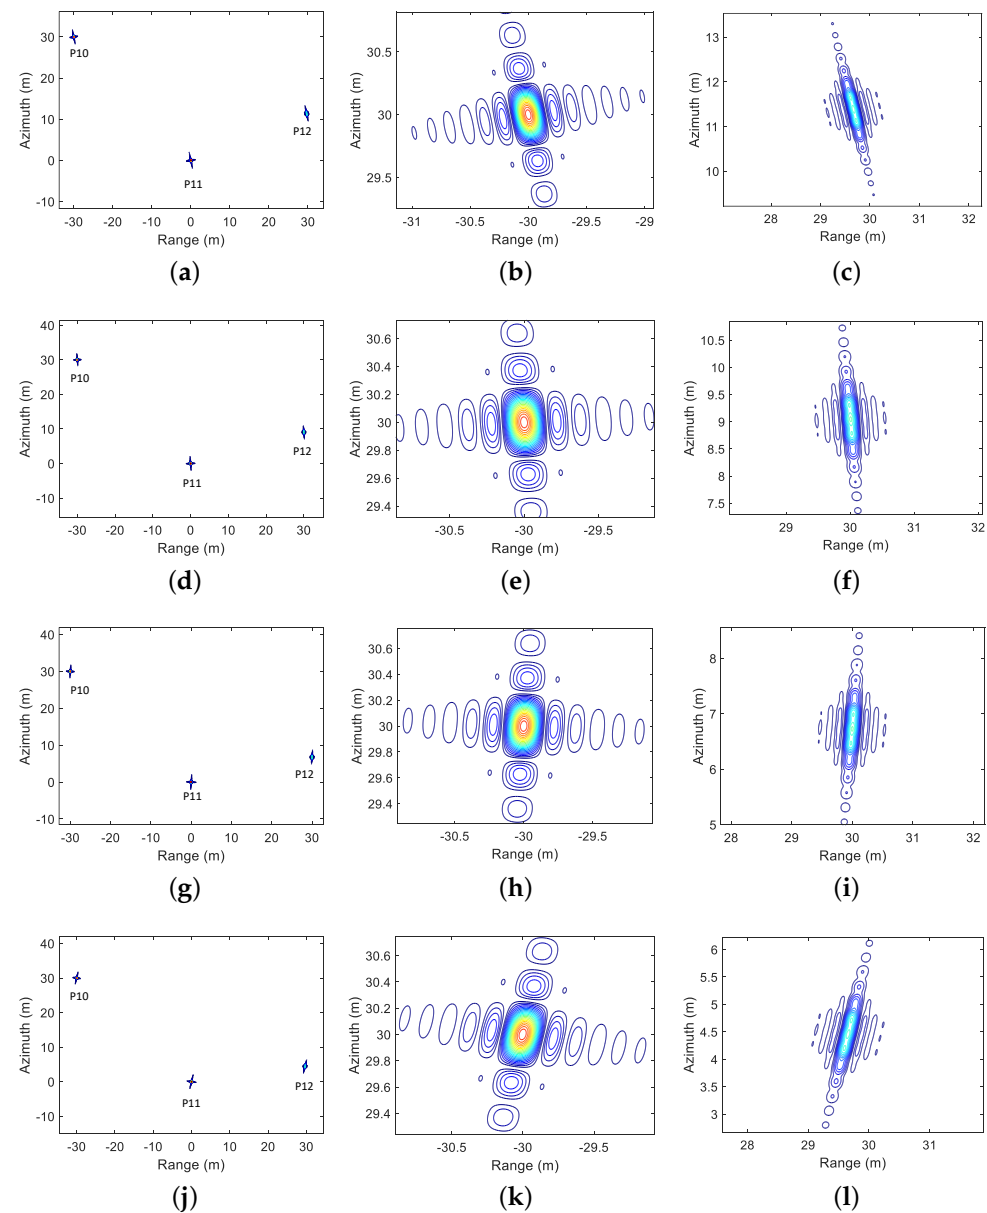 30
20
10
0
-10
Azimuth (m)
P10
P11
P12
-30 -20 -10 0 10 20 30
Range (m)
(a)
30.5
30
29.5
Azimuth (m)
-31 -30.5 -30 -29.5 -29
Range (m)
(b)
13
12
11
10
Azimuth (m)
28 29 30 31 32
Range (m)
(c)
40
30
20
10
0
-10
Azimuth (m)
P10
P11
P12
-30 -20 -10 0 10 20 30
Range (m)
(d)
30.6
30.4
30.2
30
29.8
29.6
29.4
Azimuth (m)
-30.5 -30 -29.5
Range (m)
(e)
10.5
10
9.5
9
8.5
8
7.5
Azimuth (m)
29 30 31 32
Range (m)
(f)
40
30
20
10
0
-10
Azimuth (m)
P10
P11
P12
-30 -20 -10 0 10 20 30
Range (m)
(g)
30.6
30.4
30.2
30
29.8
29.6
29.4
Azimuth (m)
-30.5 -30 -29.5
Range (m)
(h)
8
7
6
5
Azimuth (m)
28 29 30 31 32
Range (m)
(i)
40
30
20
10
0
-10
Azimuth (m)
P10
P11
P12
-30 -20 -10 0 10 20 30
Range (m)
(j)
30.6
30.4
30.2
30
29.8
29.6
29.4
Azimuth (m)
-30.5 -30 -29.5
Range (m)
(k)
6
5.5
5
4.5
4
3.5
3
Azimuth (m)
28 29 30 31
Range (m)
(l)